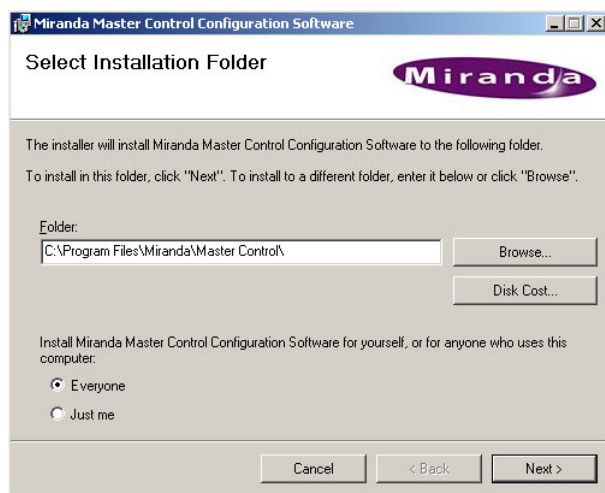 Miranda Master Control Configuration Software
Select Installation Folder
Miranda
The installer will install Miranda Master Control Configuration Software to the following folder.
To install in this folder, click "Next". To install to a different folder, enter it below or click "Browse".
Folder:
C:\Program Files\Miranda\Master Control\
Browse...
Disk Cost...
Install Miranda Master Control Configuration Software for yourself, or for anyone who uses this
computer:
Everyone
Just me
Cancel
< Back
Next >